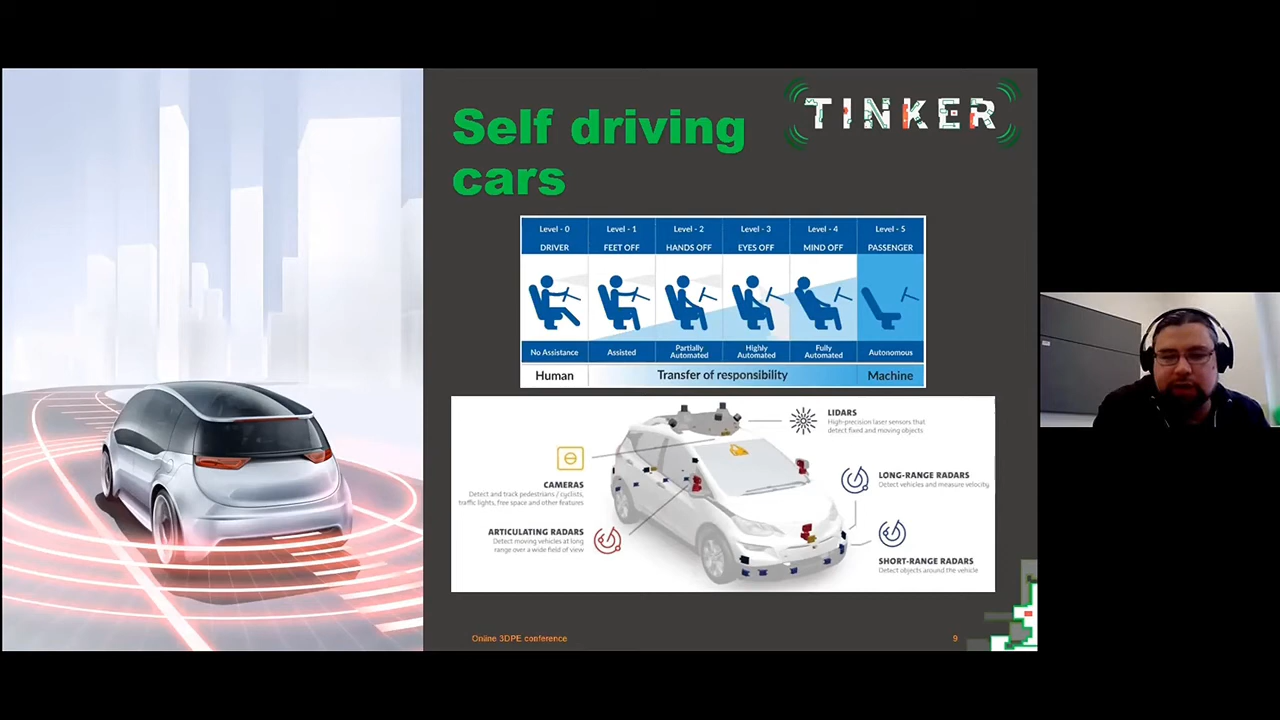 Self driving
cars
TINKER
Level - 0
DRIVER
Level - 1
FEET OFF
Level - 2
HANDS OFF
Level - 3
EYES OFF
Level - 4
MIND OFF
Level - 5
PASSENGER
No Assistance
Assisted
Partially
Automated
Highly
Automated
Fully
Automated
Autonomous
Human
Transfer of responsibility
Machine
LIDARS
High-precision laser sensors that
detect fixed and moving objects
CAMERAS
Detect and track pedestrians / cyclists,
traffic lights, free space and other features
LONG-RANGE RADARS
Detect vehicles and measure velocity
ARTICULATING RADARS
Detect moving vehicles at long
range over a wide field of view
SHORT-RANGE RADARS
Detect objects around the vehicle
Online 3DPE conference
9